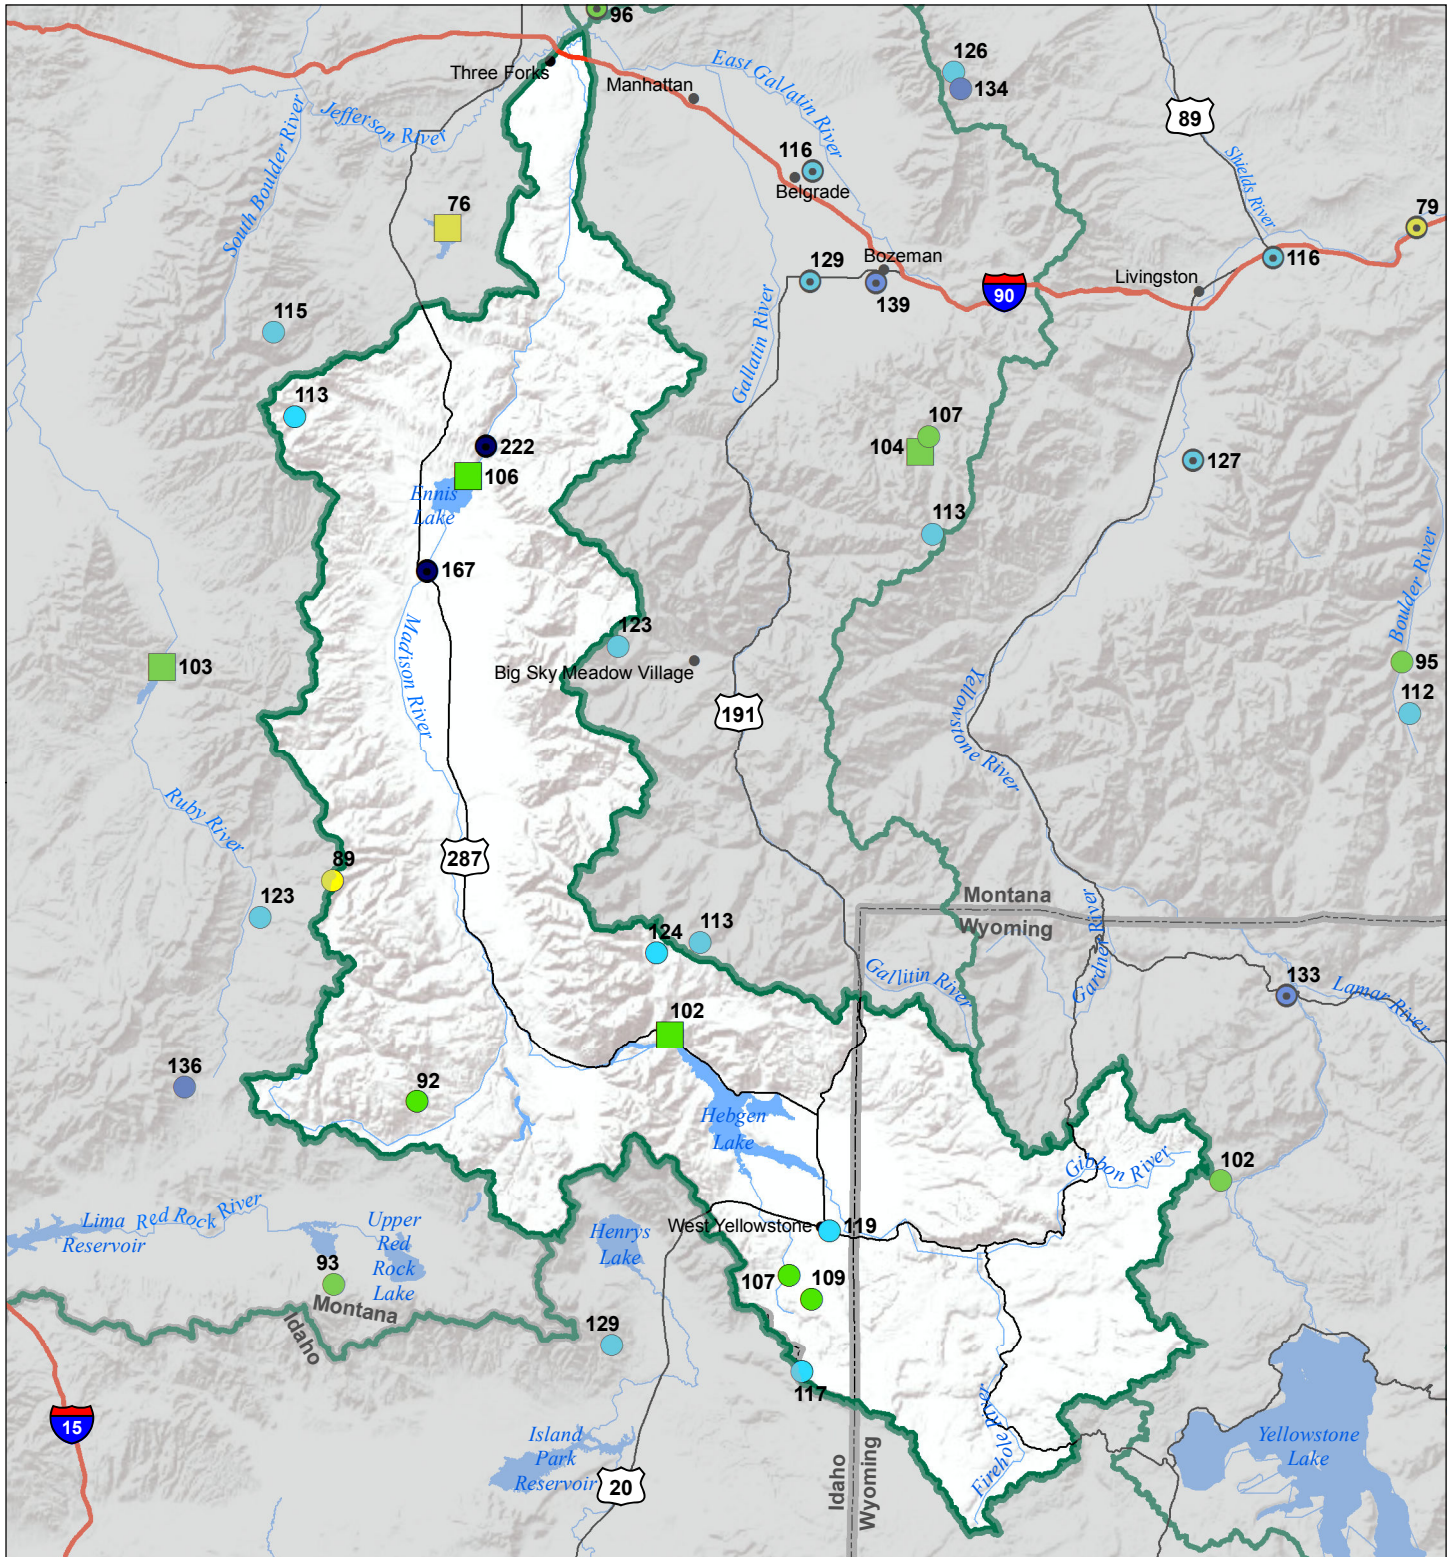 96
Three Forks
Manhattan
East Gallatin River
126
134
89
Jefferson River
South Boulder River
116
Belgrade
Shields River
76
79
129
Bozeman
139
90
Livingston
116
115
Gallatin River
113
222
106
Ennis
Lake
107
104
127
113
167
Madison River
123
Big Sky Meadow Village
103
191
Yellowstone River
Boulder River
95
112
Ruby River
89
287
123
124
113
Montana
Wyoming
Gallitin River
Gardner River
133
Lamar River
102
136
92
Hebgen
Lake
Gibbon River
102
Lima
Reservoir
Red Rock River
Upper
Red
Rock
Lake
Henrys
Lake
West Yellowstone
119
93
Montana
Idaho
107
109
129
117
15
Island
Park
Reservoir
20
Idaho
Wyoming
Firehole River
Yellowstone
Lake